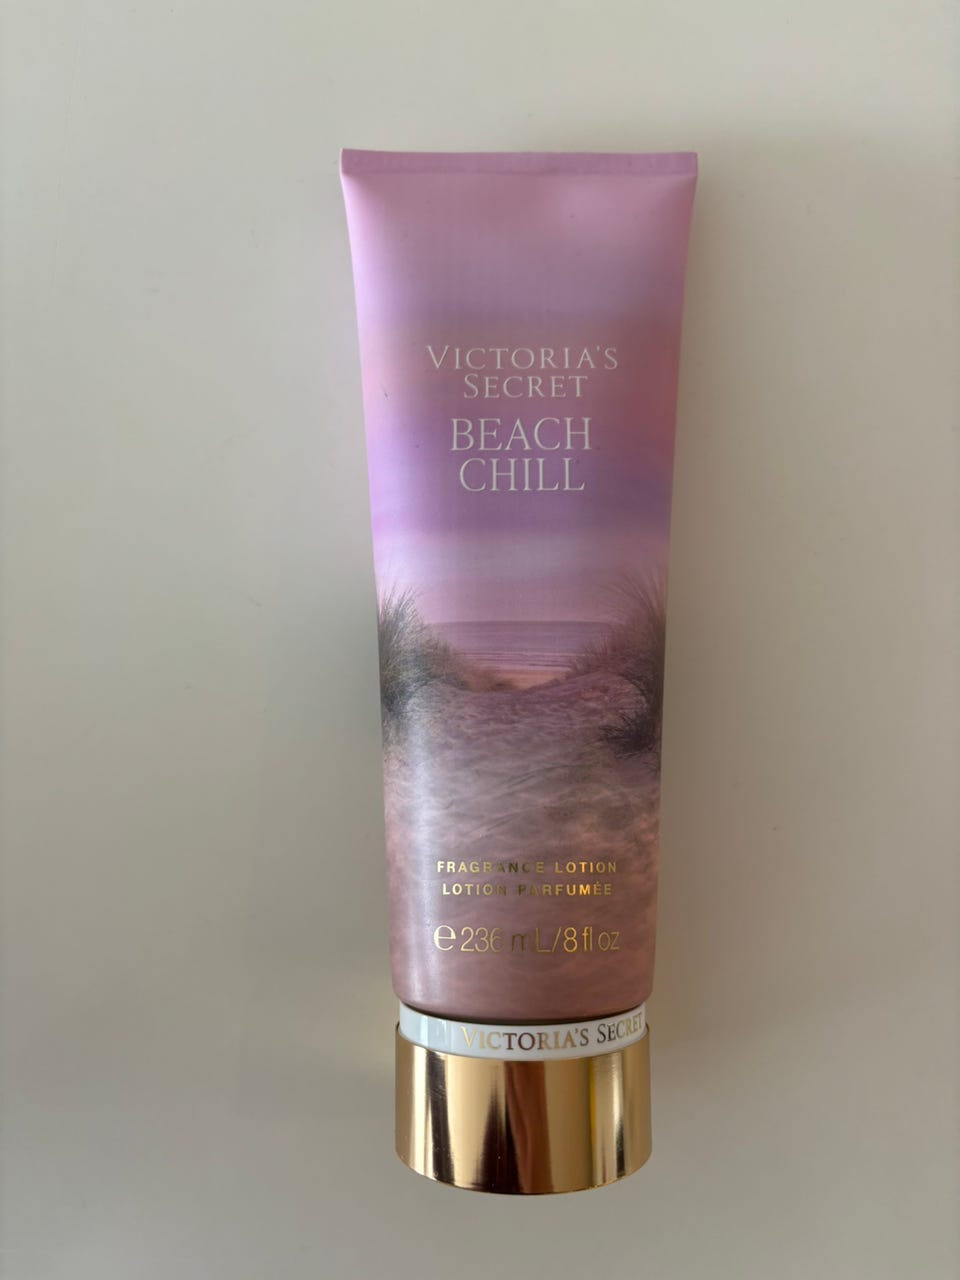 VICTORIA'S
SECRET
BEACH
CHILL
FRAGRANCE LOTION
LOTION PARFUMÉE
℮ 236 mL/8 fl oz
VICTORIA'S SECRET